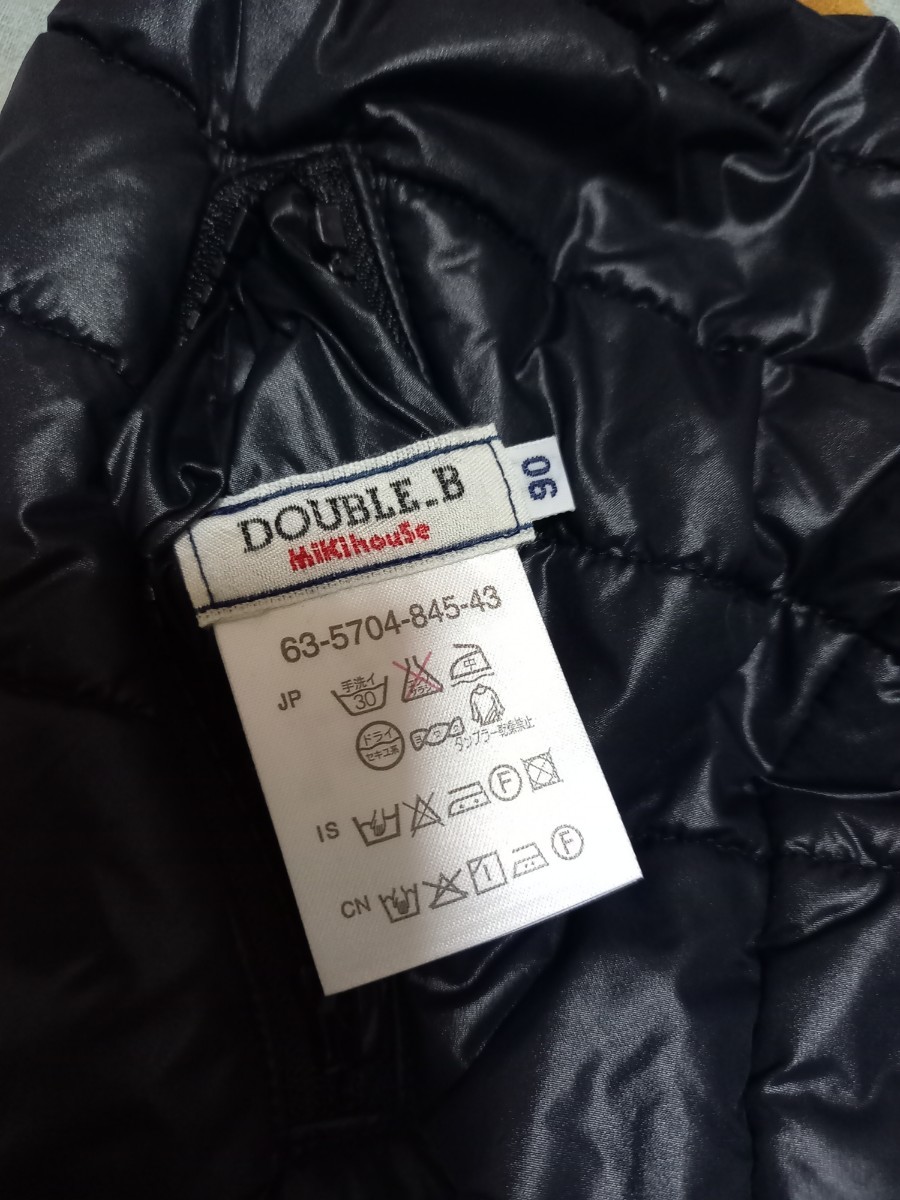 DOUBLE_B
MiKiHouSe
90
63-5704-845-43
JP 手洗イ 30 中
ドライ セキユ系 タンブラー乾燥禁止
IS F
CN F